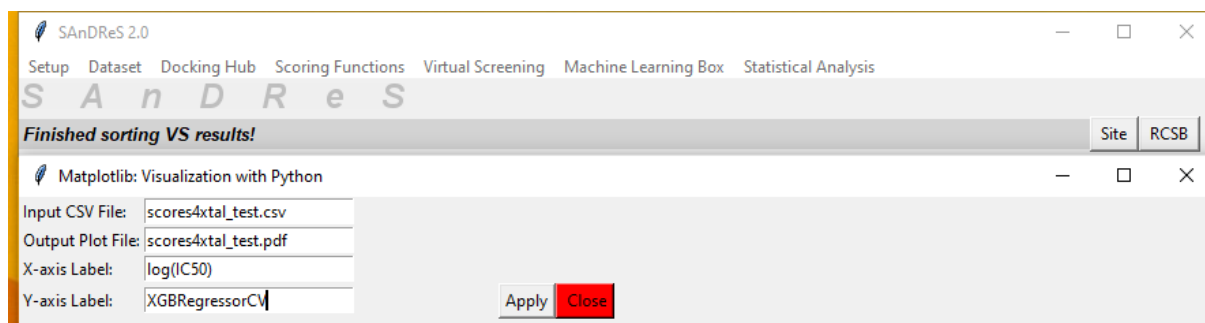 SAnDReS 2.0
Setup Dataset Docking Hub Scoring Functions Virtual Screening Machine Learning Box Statistical Analysis
S A n D R e S
Finished sorting VS results! Site RCSB
Matplotlib: Visualization with Python
Input CSV File: scores4xtal_test.csv
Output Plot File: scores4xtal_test.pdf
X-axis Label: log(IC50)
Y-axis Label: XGBRegressorCV Apply Close